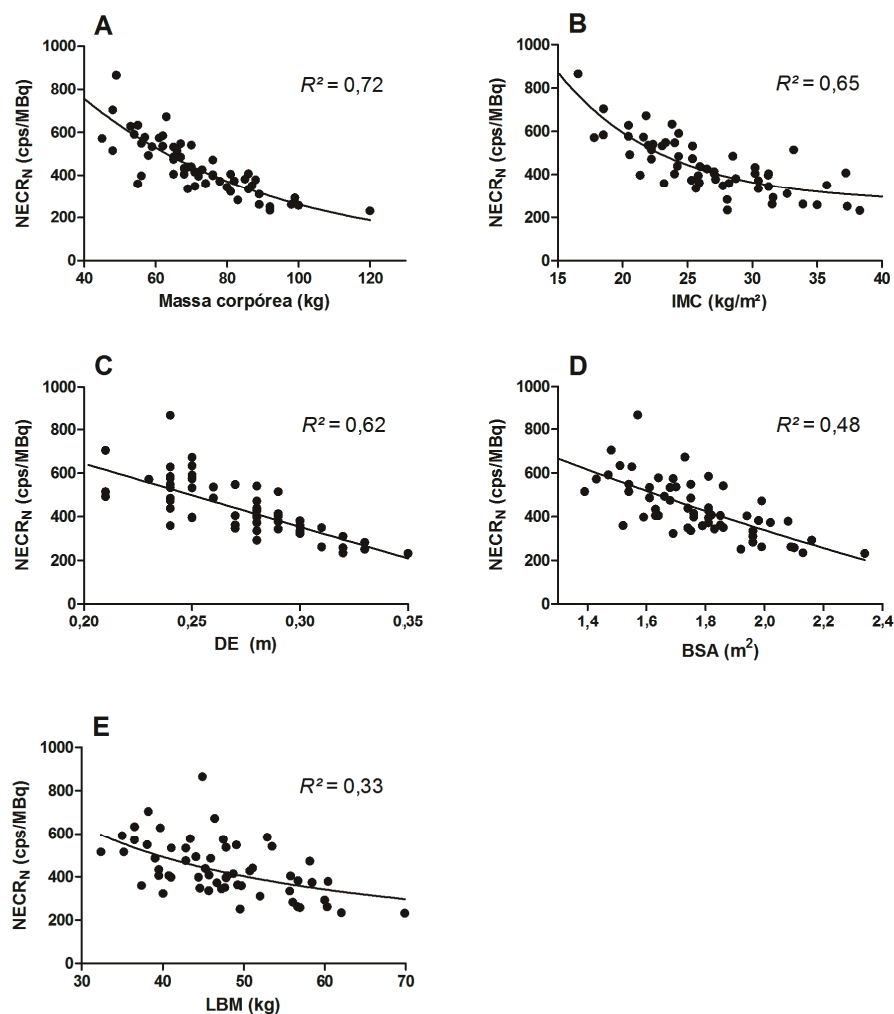 A
R² = 0,72
NECR_N (cps/MBq)
1000
800
600
400
200
0
40 60 80 100 120
Massa corpórea (kg)
B
R² = 0,65
NECR_N (cps/MBq)
1000
800
600
400
200
0
15 20 25 30 35 40
IMC (kg/m²)
C
R² = 0,62
NECR_N (cps/MBq)
1000
800
600
400
200
0
0,20 0,25 0,30 0,35
DE (m)
D
R² = 0,48
NECR_N (cps/MBq)
1000
800
600
400
200
0
1,4 1,6 1,8 2,0 2,2 2,4
BSA (m²)
E
R² = 0,33
NECR_N (cps/MBq)
1000
800
600
400
200
0
30 40 50 60 70
LBM (kg)